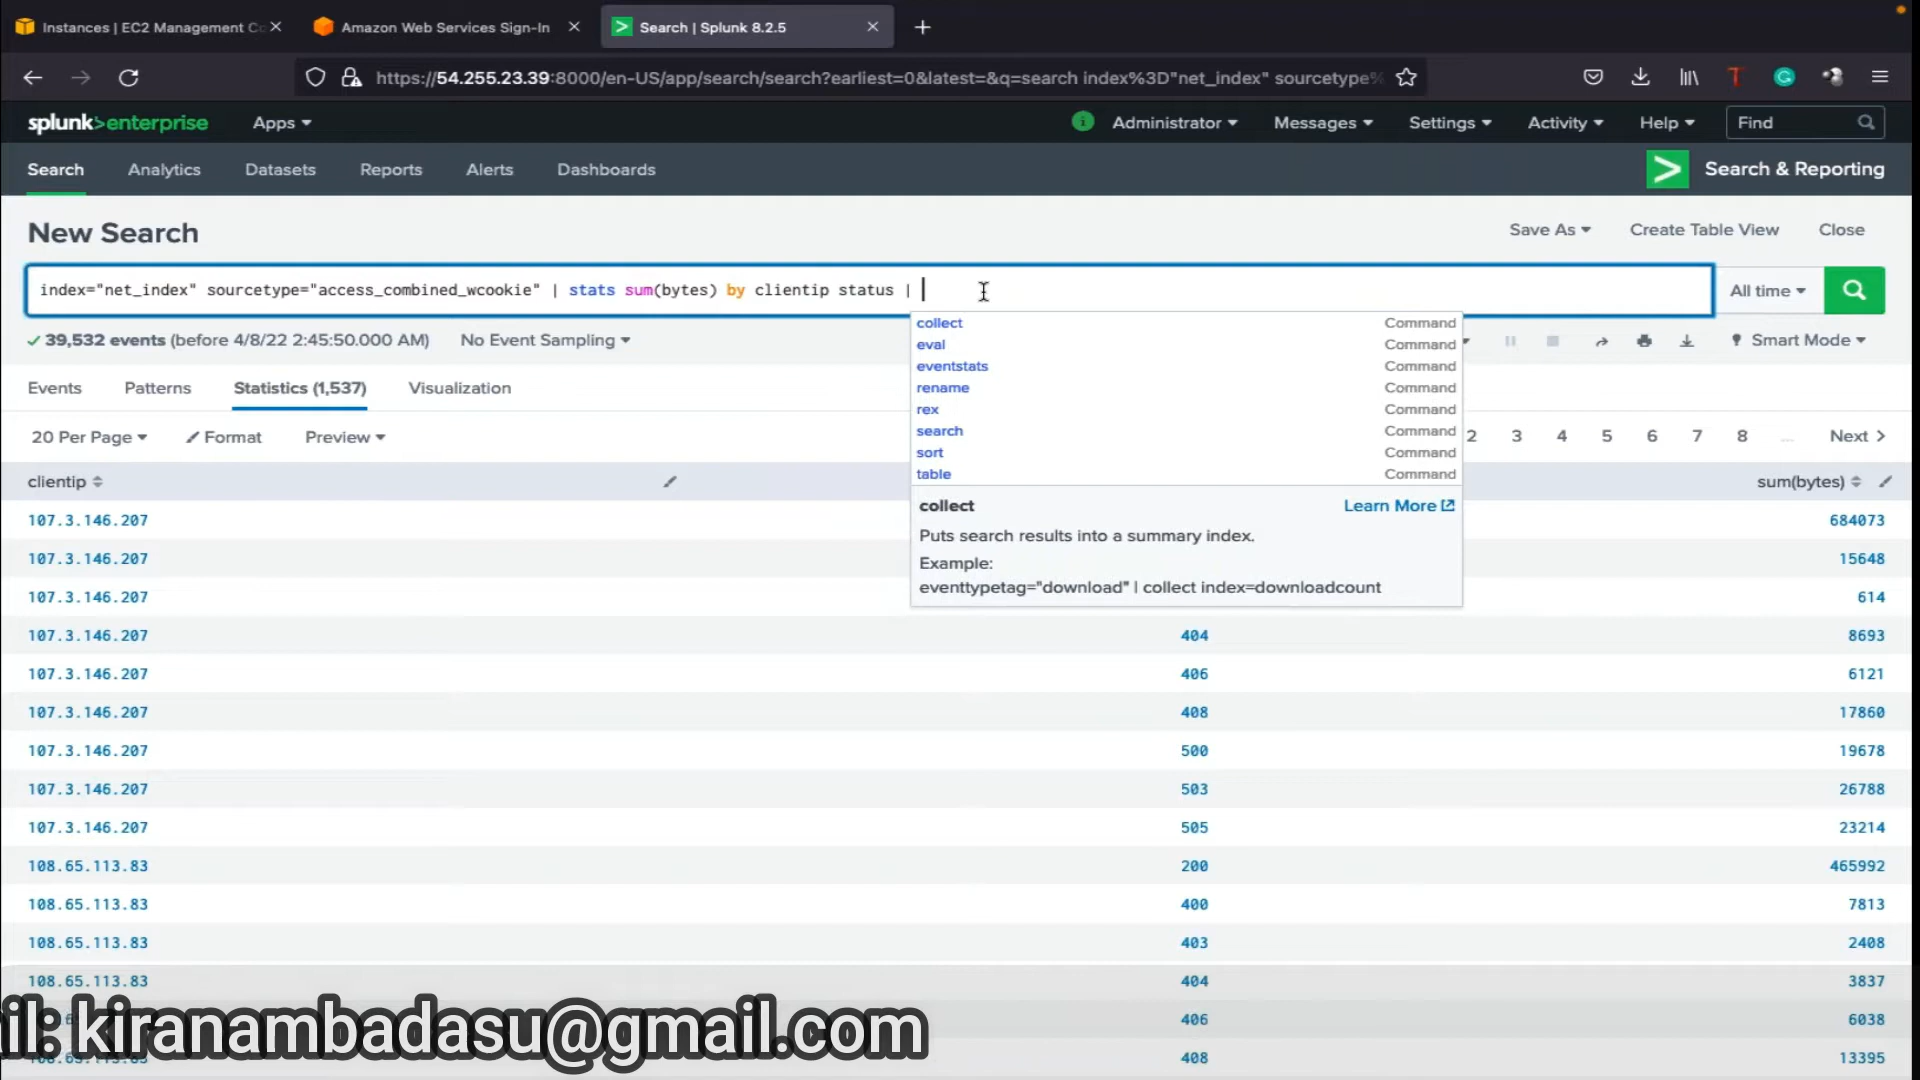 Instances | EC2 Management Co
Amazon Web Services Sign-In
Search | Splunk 8.2.5
https://54.255.23.39:8000/en-US/app/search/search?earliest=0&latest=&q=search index%3D"net_index" sourcetype%
splunk>enterprise
Apps
Administrator
Messages
Settings
Activity
Help
Find
Search
Analytics
Datasets
Reports
Alerts
Dashboards
Search & Reporting
New Search
Save As
Create Table View
Close
index="net_index" sourcetype="access_combined_wcookie" | stats sum(bytes) by clientip status |
All time
39,532 events (before 4/8/22 2:45:50.000 AM)
No Event Sampling
Smart Mode
collect Command
eval Command
eventstats Command
rename Command
rex Command
search Command
sort Command
table Command
collect
Learn More
Puts search results into a summary index.
Example:
eventtypetag="download" | collect index=downloadcount
Events
Patterns
Statistics (1,537)
Visualization
20 Per Page
Format
Preview
2 3 4 5 6 7 8 ... Next
clientip sum(bytes)
107.3.146.207 684073
107.3.146.207 15648
107.3.146.207 614
107.3.146.207 404 8693
107.3.146.207 406 6121
107.3.146.207 408 17860
107.3.146.207 500 19678
107.3.146.207 503 26788
107.3.146.207 505 23214
108.65.113.83 200 465992
108.65.113.83 400 7813
108.65.113.83 403 2408
108.65.113.83 404 3837
406 6038
408 13395
il: kiranambadasu@gmail.com